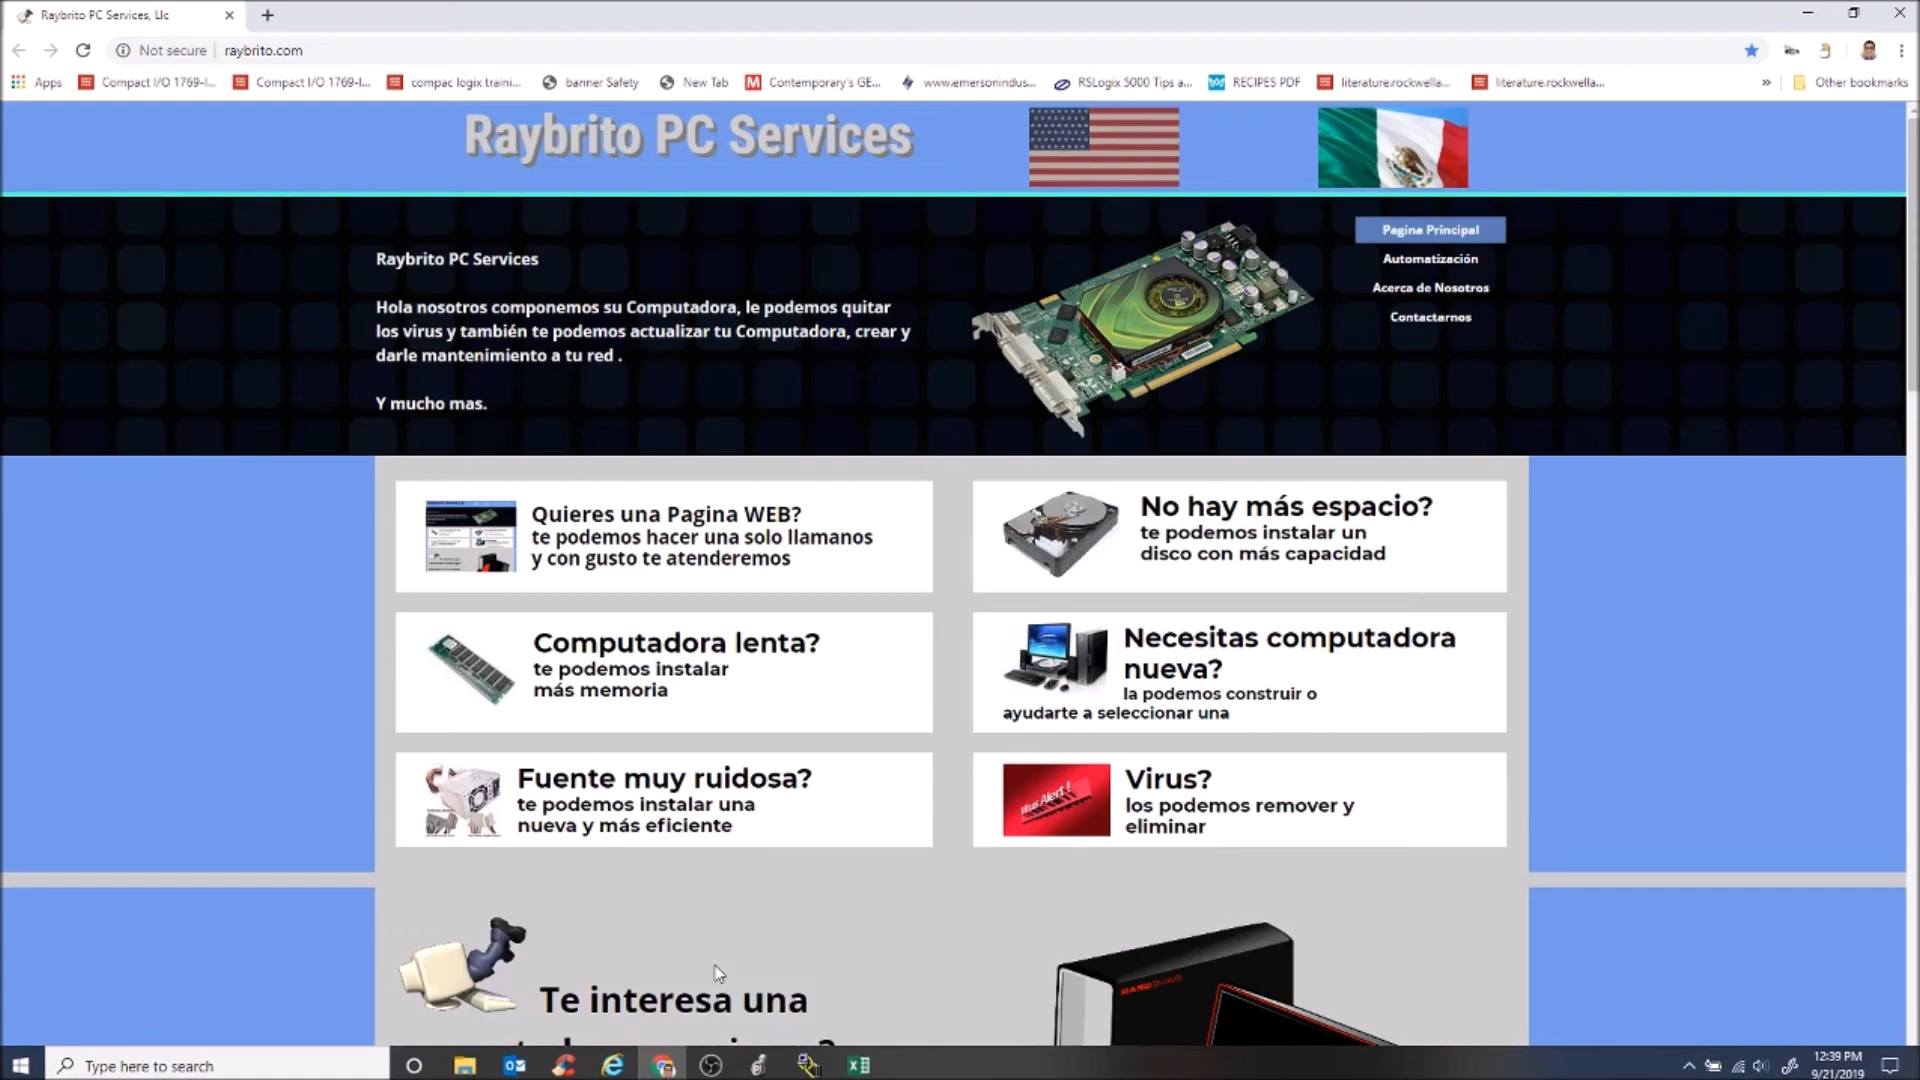 Raybrito PC Services, Llc
Not secure
raybrito.com
Apps
Compact I/O 1769-I...
Compact I/O 1769-I...
compac logix traini...
banner Safety
New Tab
Contemporary's GE...
www.emersonindus...
RSLogix 5000 Tips a...
RECIPES PDF
literature.rockwella...
literature.rockwella...
»
Other bookmarks
Raybrito PC Services
Raybrito PC Services
Hola nosotros componemos su Computadora, le podemos quitar
los virus y también te podemos actualizar tu Computadora, crear y
darle mantenimiento a tu red .
Y mucho mas.
Pagina Principal
Automatización
Acerca de Nosotros
Contactarnos
Quieres una Pagina WEB?
te podemos hacer una solo llamanos
y con gusto te atenderemos
No hay más espacio?
te podemos instalar un
disco con más capacidad
Computadora lenta?
te podemos instalar
más memoria
Necesitas computadora
nueva?
la podemos construir o
ayudarte a seleccionar una
Fuente muy ruidosa?
te podemos instalar una
nueva y más eficiente
Virus Alert !
Virus?
los podemos remover y
eliminar
Te interesa una
Type here to search
12:39 PM
9/21/2019